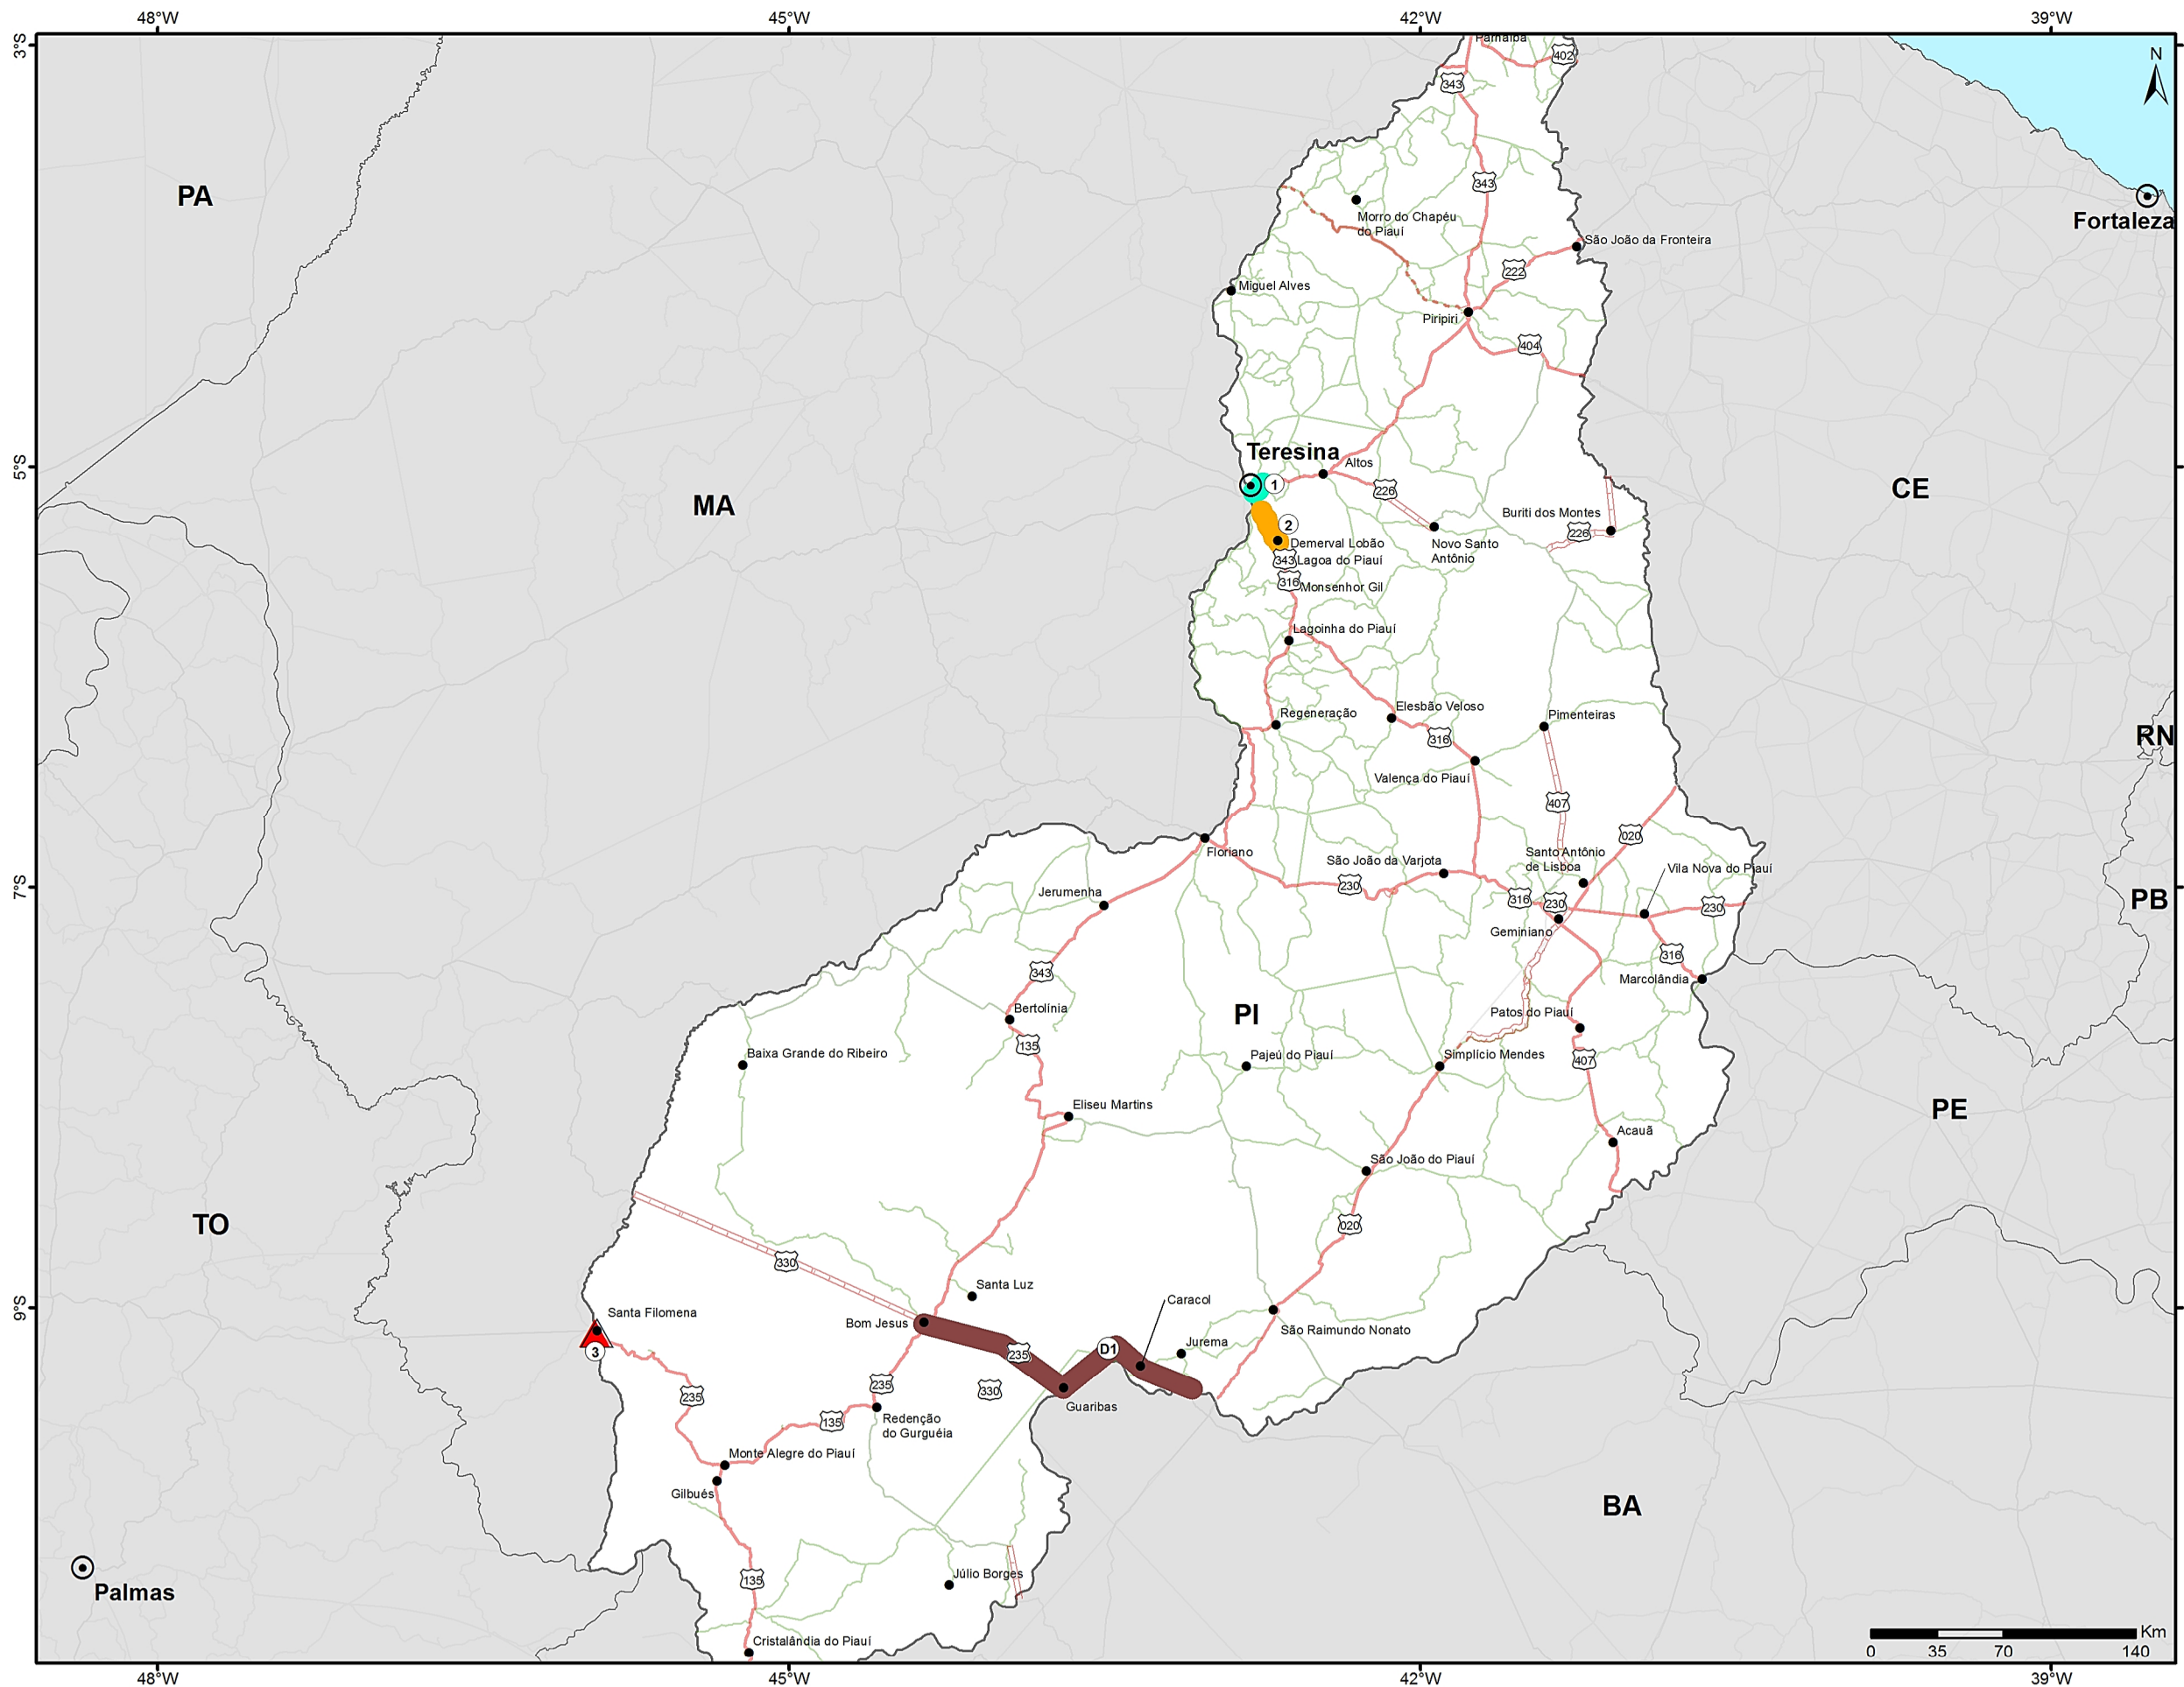 48°W
45°W
42°W
39°W
3°S
Parnaíba
402
343
N
PA
343
Fortaleza
Morro do Chapéu
do Piauí
São João da Fronteira
222
Miguel Alves
Piripiri
404
Teresina
5°S
Altos
1
226
CE
MA
Buriti dos Montes
2
226
Demerval Lobão
Novo Santo
Antônio
343
Lagoa do Piauí
316
Monsenhor Gil
Lagoinha do Piauí
Elesbão Veloso
Regeneração
Pimenteiras
316
RN
Valença do Piauí
407
020
Floriano
São João da Varjota
Santo Antônio
de Lisboa
Vila Nova do Piauí
7°S
230
Jerumenha
316
230
230
PB
Geminiano
316
343
Marcolândia
Bertolínia
PI
Patos do Piauí
135
Baixa Grande do Ribeiro
Pajeú do Piauí
Simplício Mendes
407
Eliseu Martins
PE
Acauã
São João do Piauí
TO
020
330
Santa Luz
Caracol
9°S
Santa Filomena
Bom Jesus
São Raimundo Nonato
3
D1
Jurema
235
235
235
330
Guaribas
135
Redenção
do Gurguéia
Monte Alegre do Piauí
Gilbués
BA
135
Júlio Borges
Palmas
Cristalândia do Piauí
Km
0
35
70
140
48°W
45°W
42°W
39°W